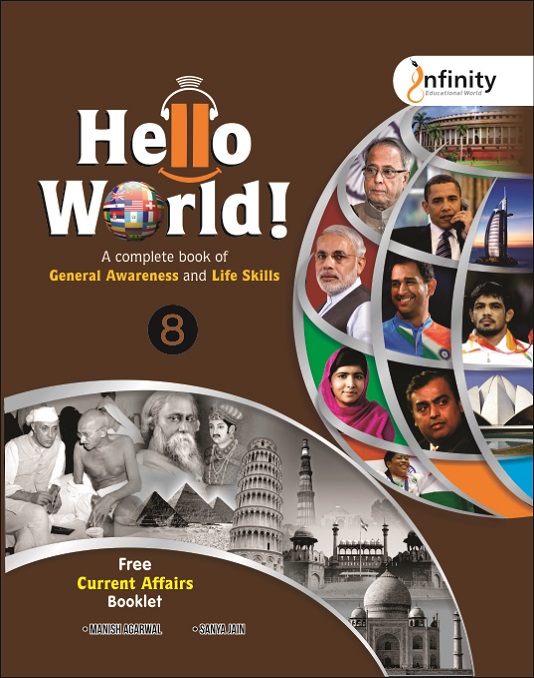 Infinity
Educational World
Hello
World!
A complete book of
General Awareness and Life Skills
8
Free
Current Affairs
Booklet
• MANISH AGARWAL • SANYA JAIN